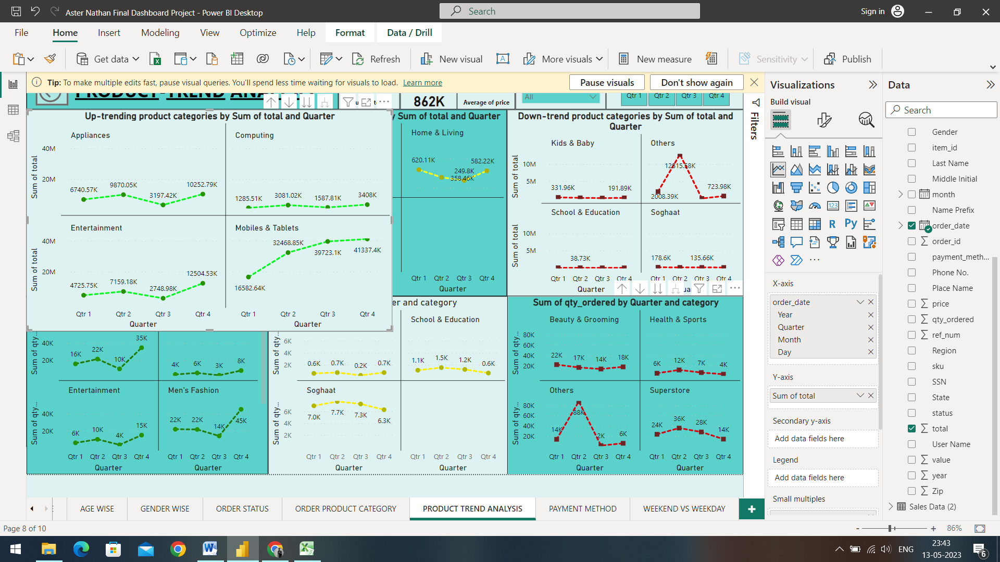 Aster Nathan Final Dashboard Project - Power BI Desktop
Search
Sign in
File Home Insert Modeling View Optimize Help Format Data / Drill
Get data
Refresh
New visual
More visuals
New measure
Sensitivity
Publish
Tip: To make multiple edits fast, pause visual queries. You'll spend less time waiting for visuals to load. Learn more
Pause visuals
Don't show again
862K
Average of price
All
Qtr 1 Qtr 2 Qtr 3 Qtr 4
Up-trending product categories by Sum of total and Quarter
Appliances
Computing
Sum of total
40M
20M
6740.57K
9870.05K
3197.42K
10252.79K
1285.51K
3081.02K
1587.81K
3408K
Entertainment
Mobiles & Tablets
Sum of total
40M
20M
4725.75K
7159.18K
2748.98K
12504.53K
16582.64K
32468.85K
39723.1K
41337.4K
Qtr 1 Qtr 2 Qtr 3 Qtr 4
Qtr 1 Qtr 2 Qtr 3 Qtr 4
Quarter
Quarter
Sum of total and Quarter
Home & Living
620.11K
249.8K
358.46K
582.22K
Qtr 1 Qtr 2 Qtr 3 Qtr 4
Quarter
Down-trend product categories by Sum of total and
Quarter
Kids & Baby
Others
Sum of total
10M
5M
331.96K
191.89K
12815.58K
2008.39K
723.98K
School & Education
Soghaat
Sum of total
10M
5M
38.73K
178.6K
135.66K
Qtr 1 Qtr 2 Qtr 3 Qtr 4
Qtr 1 Qtr 2 Qtr 3 Qtr 4
Quarter
Sum of qty...
40K
20K
16K
22K
10K
35K
4K
6K
3K
8K
Entertainment
Men's Fashion
Sum of qty...
40K
20K
6K
10K
4K
15K
22K
22K
14K
45K
Qtr 1 Qtr 2 Qtr 3 Qtr 4
Qtr 1 Qtr 2 Qtr 3 Qtr 4
Quarter
Quarter
er and category
School & Education
Sum of qty...
6K
4K
2K
0.6K
0.7K
0.2K
0.7K
1.1K
1.5K
1.2K
0.6K
Soghaat
Sum of qty...
6K
4K
2K
7.0K
7.7K
7.3K
6.3K
Qtr 1 Qtr 2 Qtr 3 Qtr 4
Qtr 1 Qtr 2 Qtr 3 Qtr 4
Quarter
Quarter
Sum of qty_ordered by Quarter and category
Beauty & Grooming
Health & Sports
Sum of qty...
80K
60K
40K
20K
22K
17K
14K
18K
6K
12K
7K
4K
Others
Superstore
Sum of qty...
80K
60K
40K
20K
14K
88K
2K
6K
24K
36K
28K
14K
Qtr 1 Qtr 2 Qtr 3 Qtr 4
Qtr 1 Qtr 2 Qtr 3 Qtr 4
Quarter
Quarter
Filters
Visualizations
Build visual
R
Py
123
X-axis
order_date
Year
Quarter
Month
Day
Y-axis
Sum of total
Secondary y-axis
Add data fields here
Legend
Add data fields here
Small multiples
Data
Search
Gender
item_id
Last Name
Middle Initial
month
Name Prefix
order_date
order_id
payment_meth...
Phone No.
Place Name
price
qty_ordered
ref_num
Region
sku
SSN
State
status
total
User Name
value
year
Zip
Sales Data (2)
AGE WISE
GENDER WISE
ORDER STATUS
ORDER PRODUCT CATEGORY
PRODUCT TREND ANALYSIS
PAYMENT METHOD
WEEKEND VS WEEKDAY
Page 8 of 10
86%
ENG
23:43
13-05-2023
6